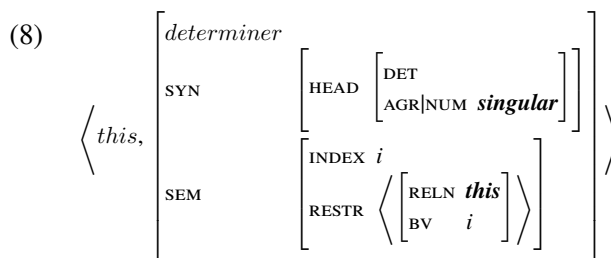 (8)
determiner
SYN HEAD DET
AGR|NUM singular
⟨this,
INDEX i
SEM RESTR ⟨[RELN this
BV i]⟩
⟩